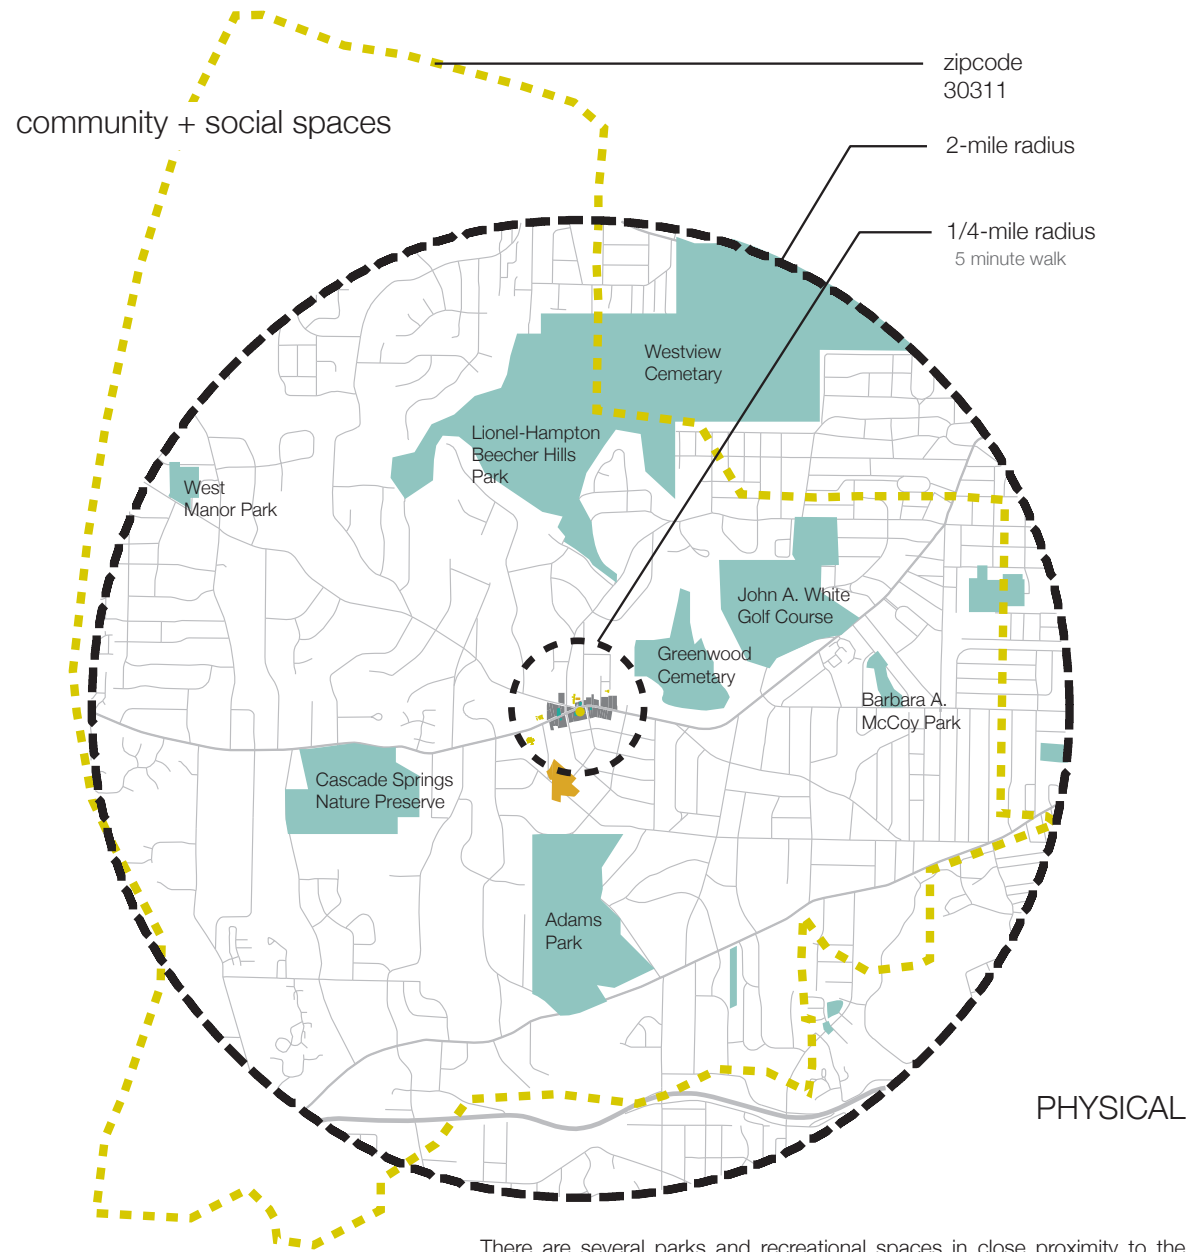 zipcode
30311
community + social spaces
2-mile radius
1/4-mile radius
5 minute walk
Westview
Cemetary
Lionel-Hampton
Beecher Hills
Park
West
Manor Park
John A. White
Golf Course
Greenwood
Cemetary
Barbara A.
McCoy Park
Cascade Springs
Nature Preserve
Adams
Park
PHYSICAL
There are several parks and recreational spaces in close proximity to the